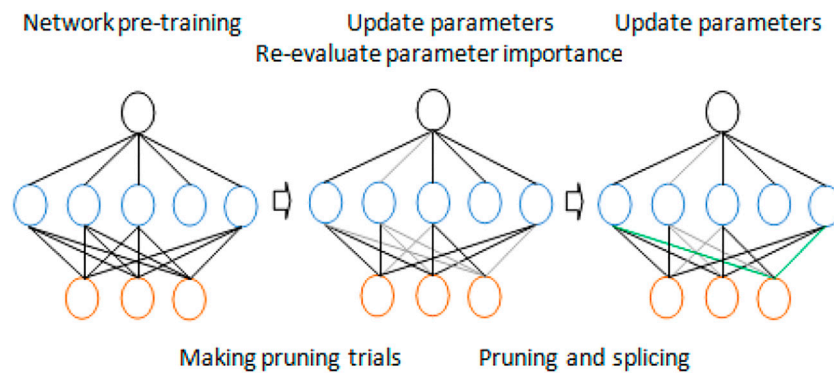 Network pre-training
Update parameters
Re-evaluate parameter importance
Update parameters
Making pruning trials
Pruning and splicing